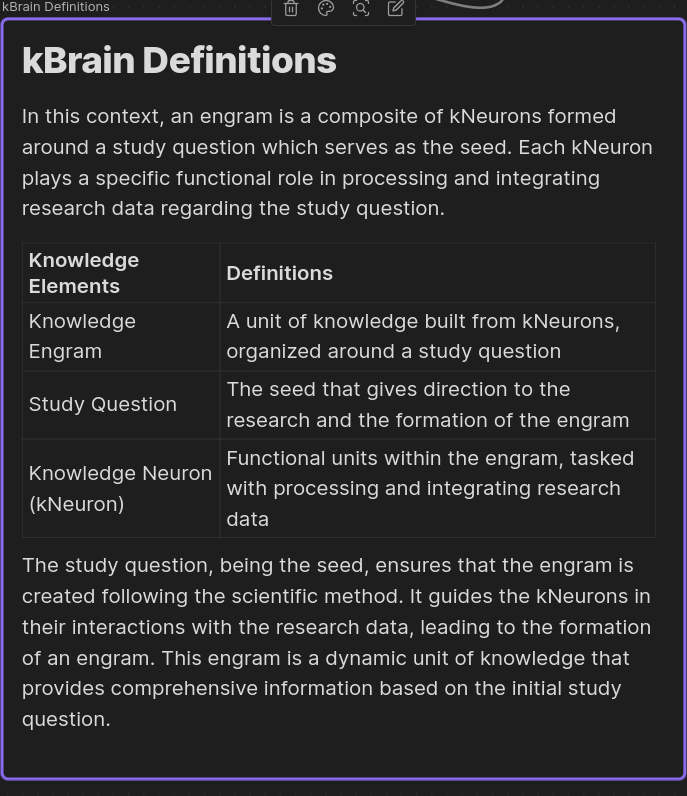 kBrain Definitions
kBrain Definitions
In this context, an engram is a composite of kNeurons formed
around a study question which serves as the seed. Each kNeuron
plays a specific functional role in processing and integrating
research data regarding the study question.
Knowledge
Elements
Definitions
Knowledge
Engram
A unit of knowledge built from kNeurons,
organized around a study question
Study Question
The seed that gives direction to the
research and the formation of the engram
Knowledge Neuron
(kNeuron)
Functional units within the engram, tasked
with processing and integrating research
data
The study question, being the seed, ensures that the engram is
created following the scientific method. It guides the kNeurons in
their interactions with the research data, leading to the formation
of an engram. This engram is a dynamic unit of knowledge that
provides comprehensive information based on the initial study
question.